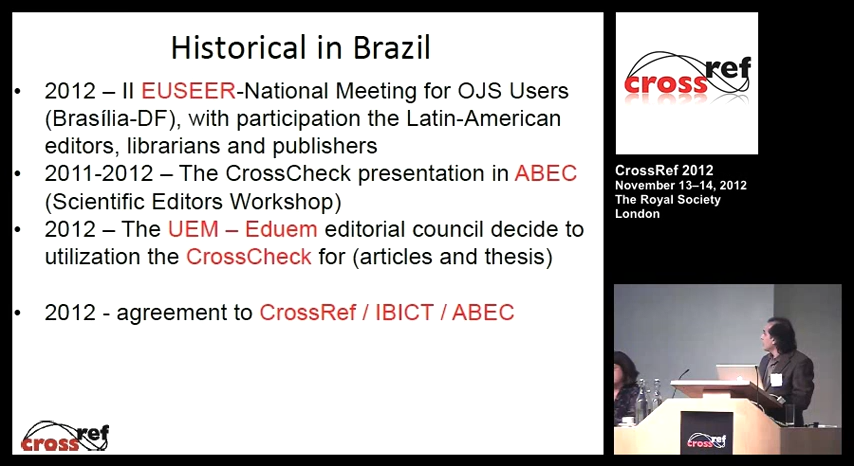 Historical in Brazil
• 2012 – II EUSEER-National Meeting for OJS Users
(Brasília-DF), with participation the Latin-American
editors, librarians and publishers
• 2011-2012 – The CrossCheck presentation in ABEC
(Scientific Editors Workshop)
• 2012 – The UEM – Eduem editorial council decide to
utilization the CrossCheck for (articles and thesis)
• 2012 - agreement to CrossRef / IBICT / ABEC
crossref
crossref
CrossRef 2012
November 13–14, 2012
The Royal Society
London
crossref